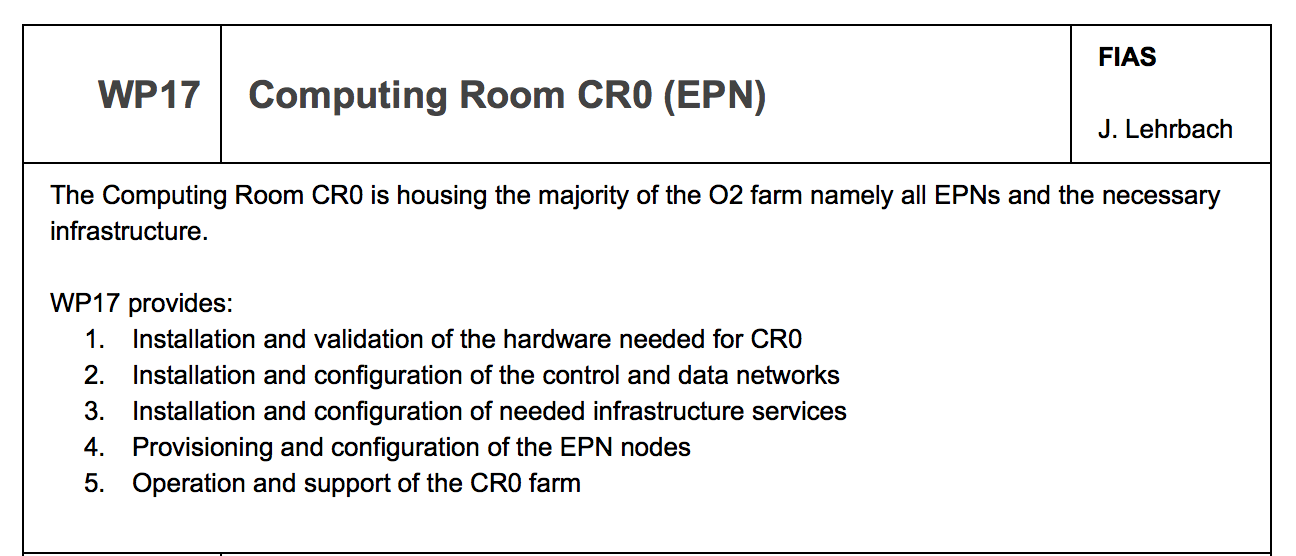 WP17
Computing Room CR0 (EPN)
FIAS
J. Lehrbach
The Computing Room CR0 is housing the majority of the O2 farm namely all EPNs and the necessary
infrastructure.
WP17 provides:
1. Installation and validation of the hardware needed for CR0
2. Installation and configuration of the control and data networks
3. Installation and configuration of needed infrastructure services
4. Provisioning and configuration of the EPN nodes
5. Operation and support of the CR0 farm